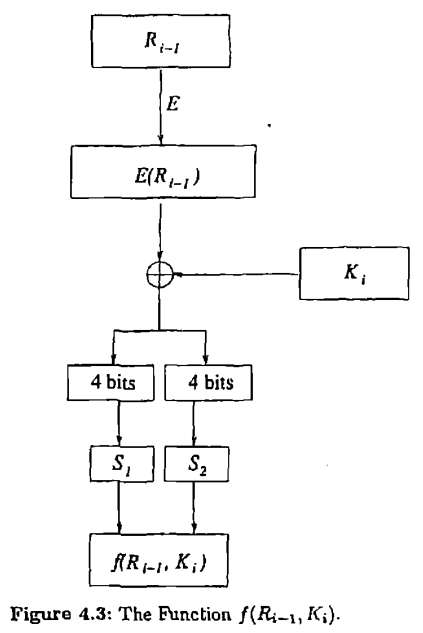 R_{i-1}
E
E(R_{i-1})
K_i
4 bits 4 bits
S_1 S_2
f(R_{i-1}, K_i)
Figure 4.3: The Function f(R_{i-1}, K_i).